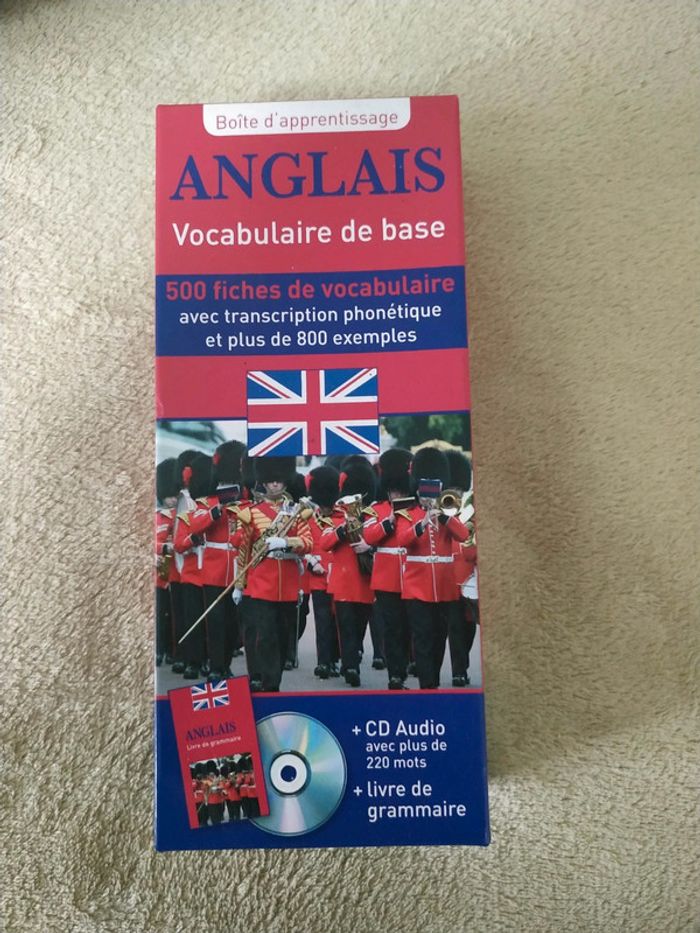 Boîte d'apprentissage
ANGLAIS
Vocabulaire de base
500 fiches de vocabulaire
avec transcription phonétique
et plus de 800 exemples
ANGLAIS
Livre de grammaire
+ CD Audio
avec plus de
220 mots
+ livre de
grammaire